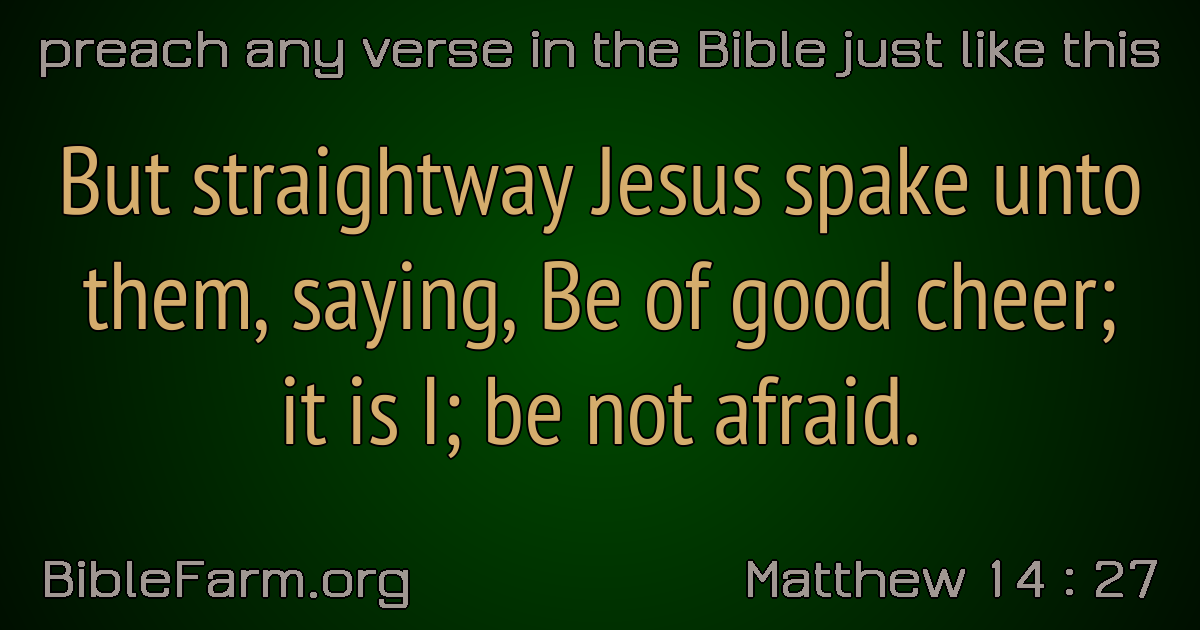 preach any verse in the Bible just like this
But straightway Jesus spake unto
them, saying, Be of good cheer;
it is I; be not afraid.
BibleFarm.org
Matthew 14 : 27